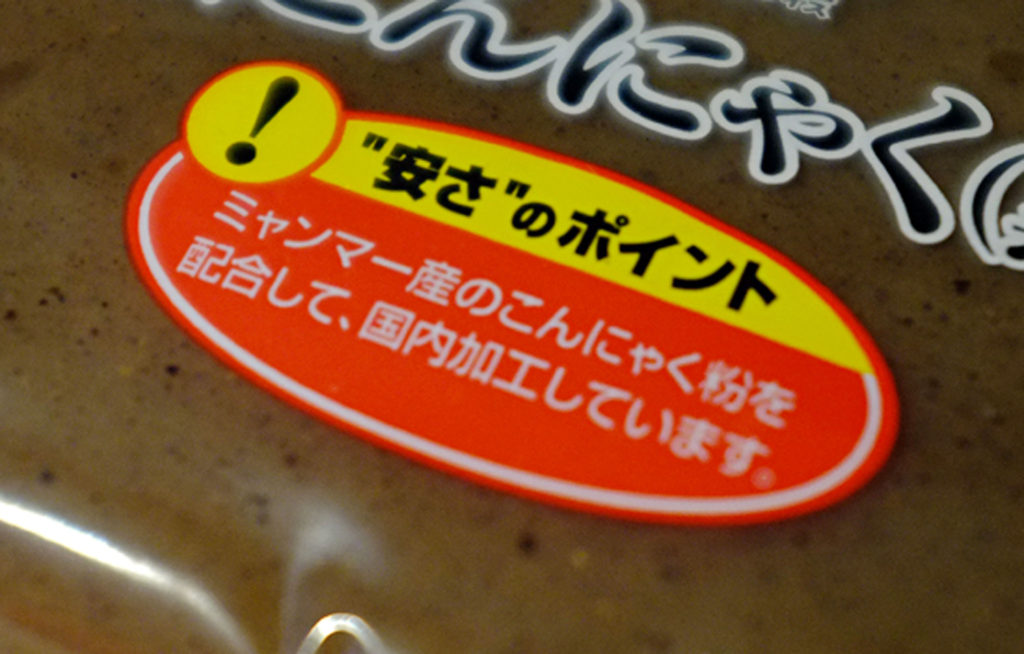 こんにゃくの
!
"安さ"のポイント
ミャンマー産のこんにゃく粉を
配合して、国内加工しています。